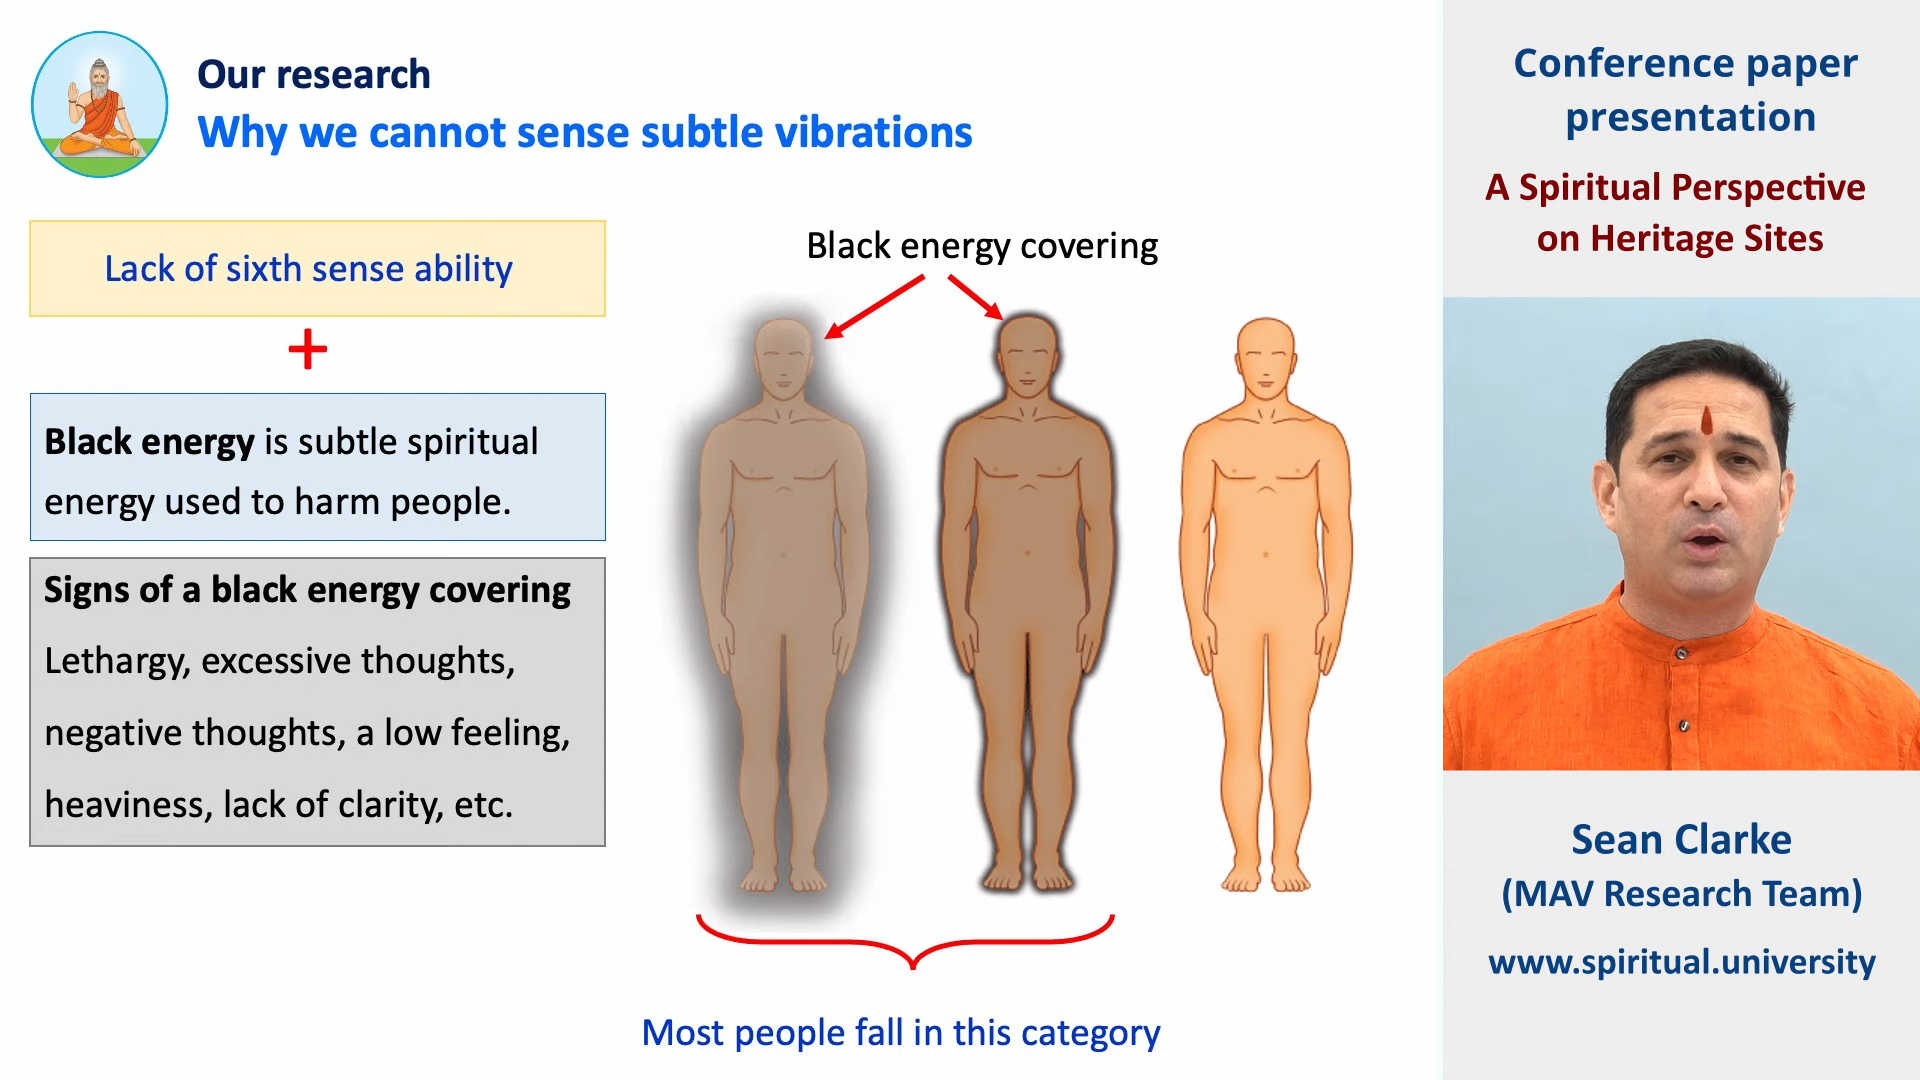 Our research
Why we cannot sense subtle vibrations
Lack of sixth sense ability
+
Black energy is subtle spiritual
energy used to harm people.
Signs of a black energy covering
Lethargy, excessive thoughts,
negative thoughts, a low feeling,
heaviness, lack of clarity, etc.
Black energy covering
Most people fall in this category
Conference paper
presentation
A Spiritual Perspective
on Heritage Sites
Sean Clarke
(MAV Research Team)
www.spiritual.university